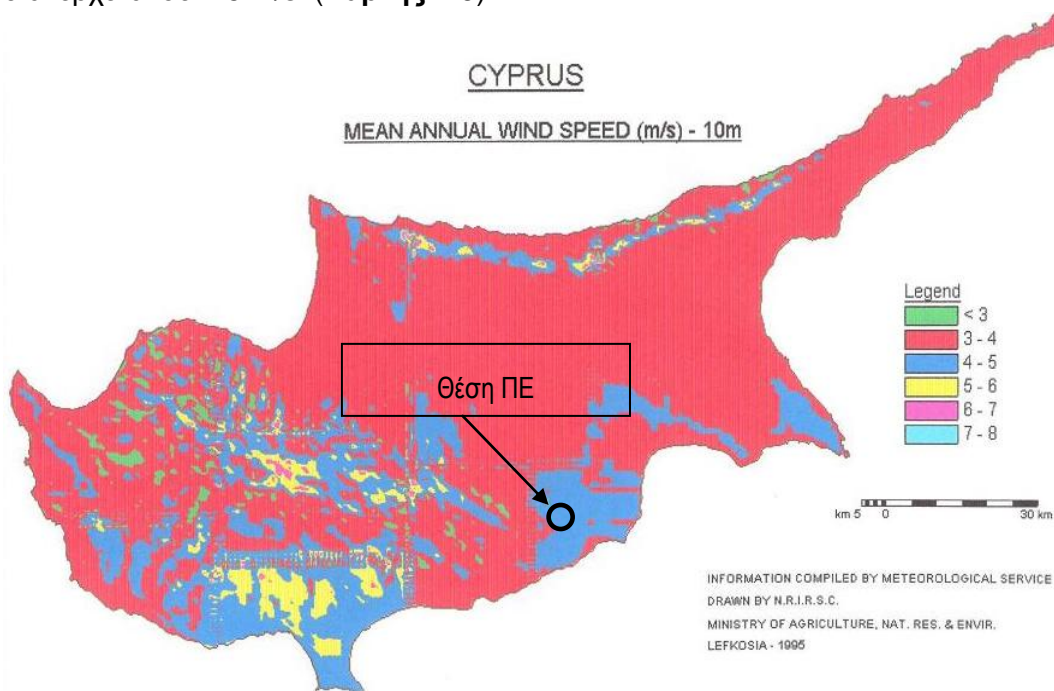 CYPRUS
MEAN ANNUAL WIND SPEED (m/s) - 10m
Legend
< 3
3 - 4
4 - 5
5 - 6
6 - 7
7 - 8
Θέση ΠΕ
km 5 0 30 km
INFORMATION COMPILED BY METEOROLOGICAL SERVICE
DRAWN BY N.R.I.R.S.C.
MINISTRY OF AGRICULTURE, NAT. RES. & ENVIR.
LEFKOSIA - 1995